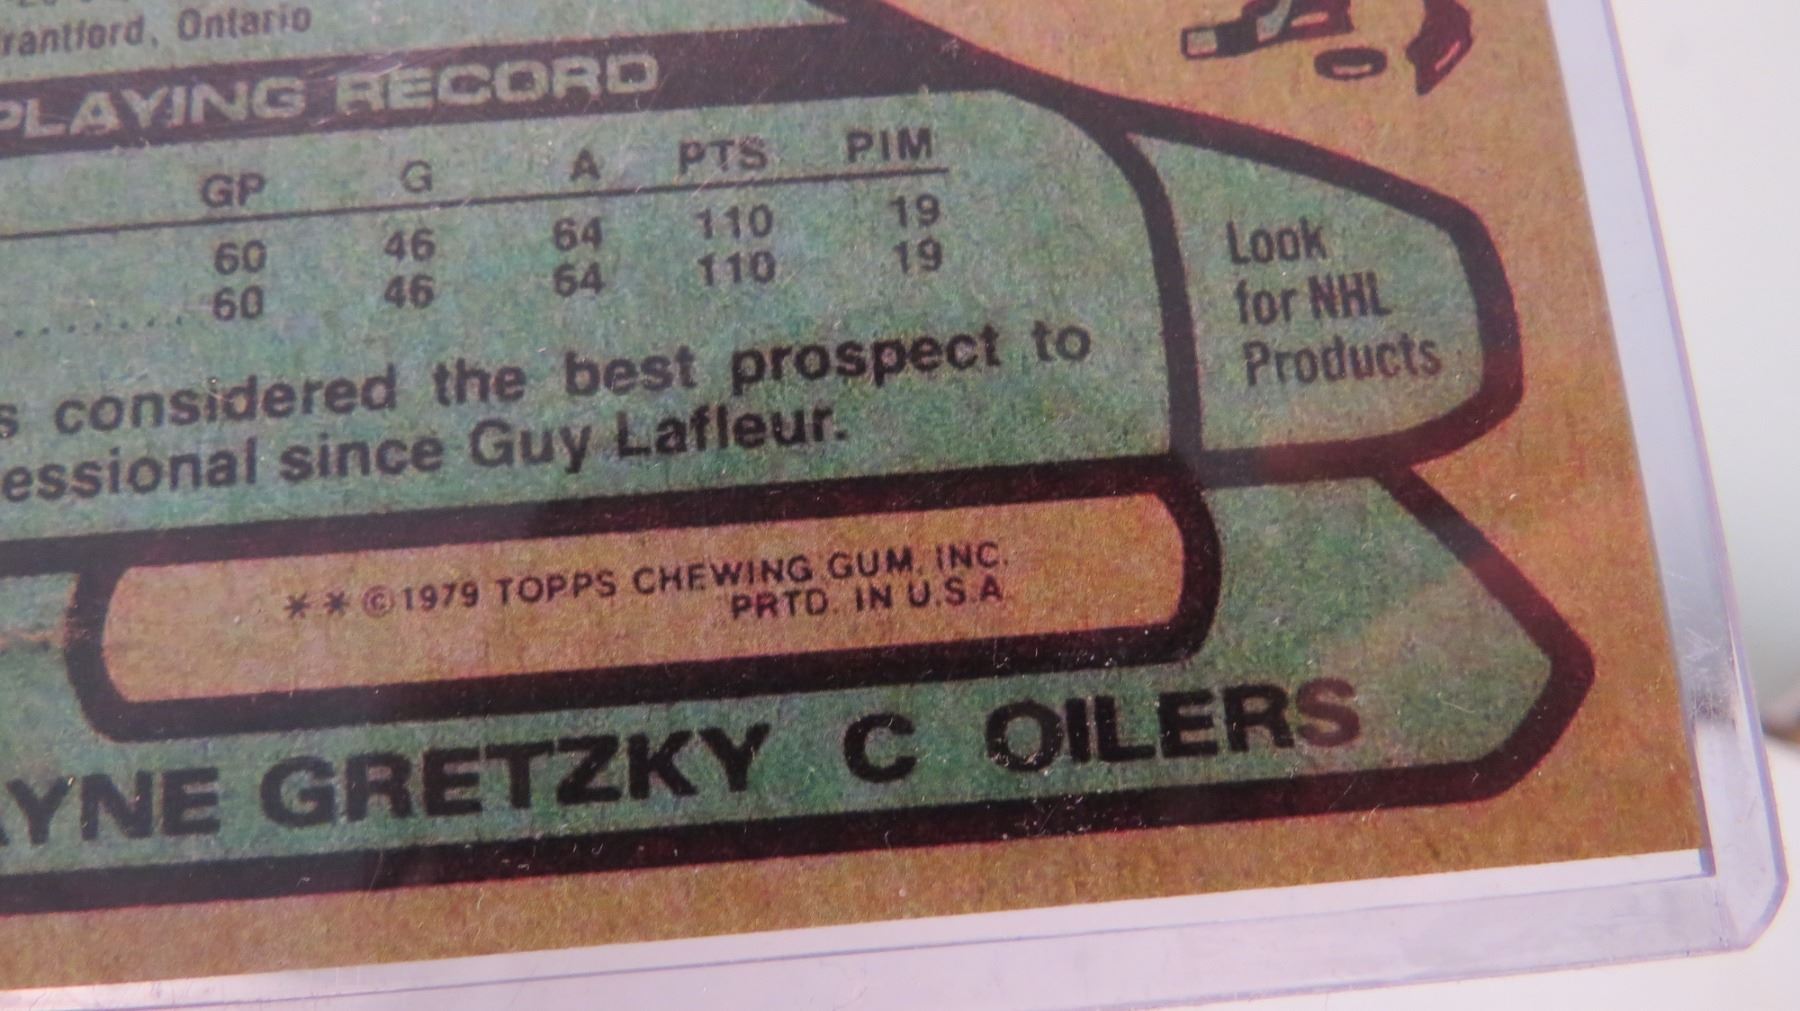 rantford, Ontario
PLAYING RECORD
GP G A PTS PIM
60 46 64 110 19
60 46 64 110 19
considered the best prospect to
essional since Guy Lafleur.
Look
for NHL
Products
**©1979 TOPPS CHEWING GUM, INC.
PRTD. IN U.S.A.
YNE GRETZKY C OILERS